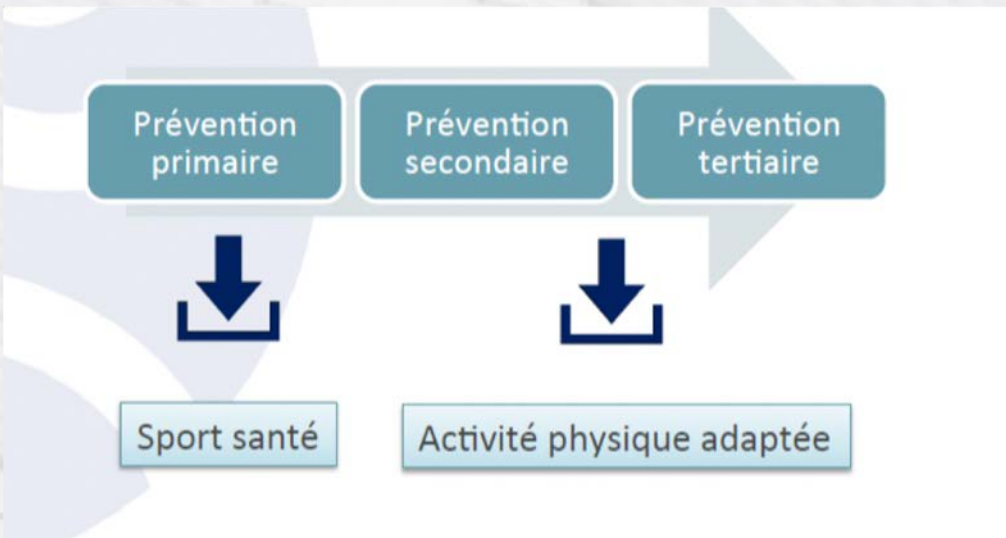 Prévention
primaire
Prévention
secondaire
Prévention
tertiaire
Sport santé
Activité physique adaptée